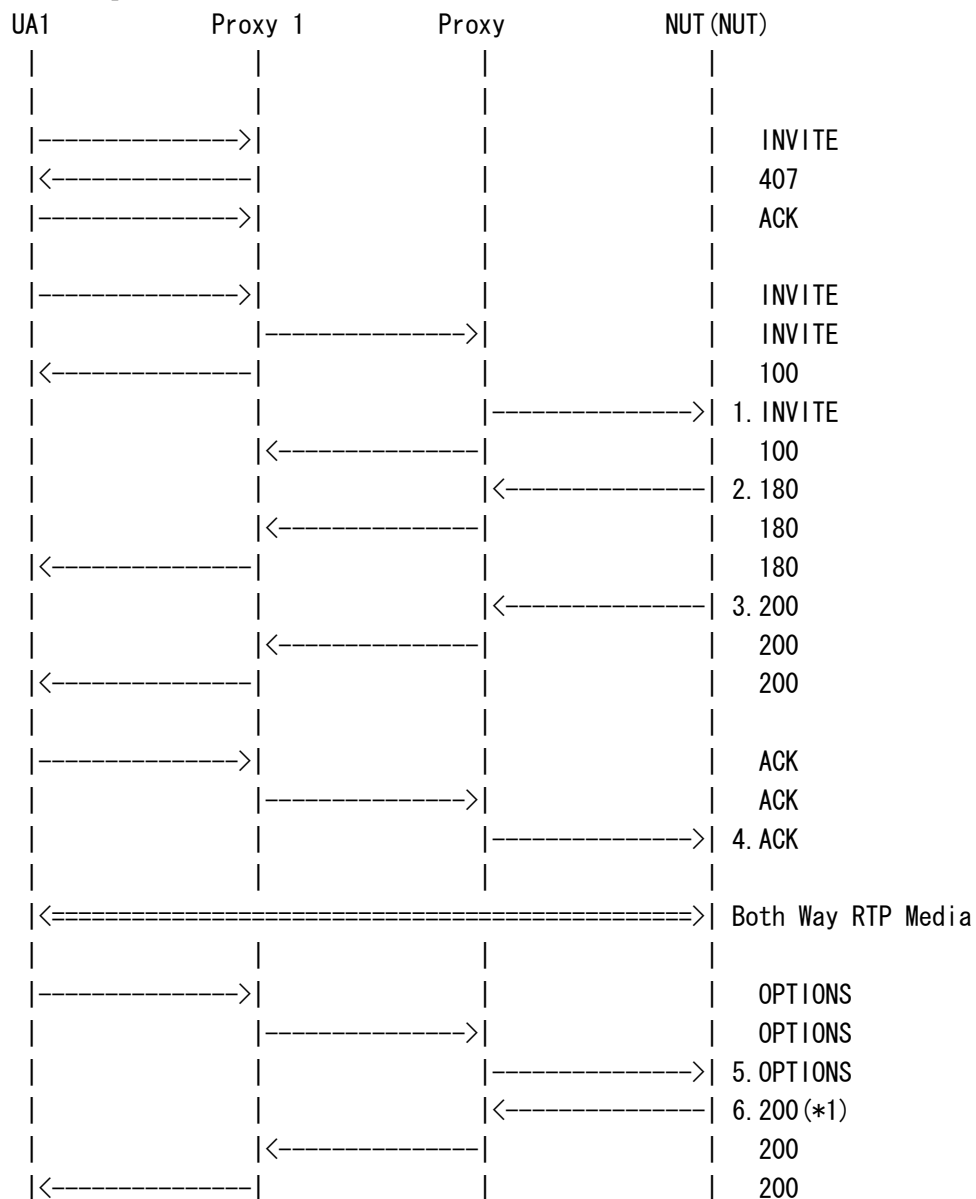 UA1 Proxy 1 Proxy NUT(NUT)
INVITE
407
ACK
INVITE
INVITE
100
1.INVITE
100
2.180
180
180
3.200
200
200
ACK
ACK
4.ACK
Both Way RTP Media
OPTIONS
OPTIONS
5.OPTIONS
6.200(*1)
200
200